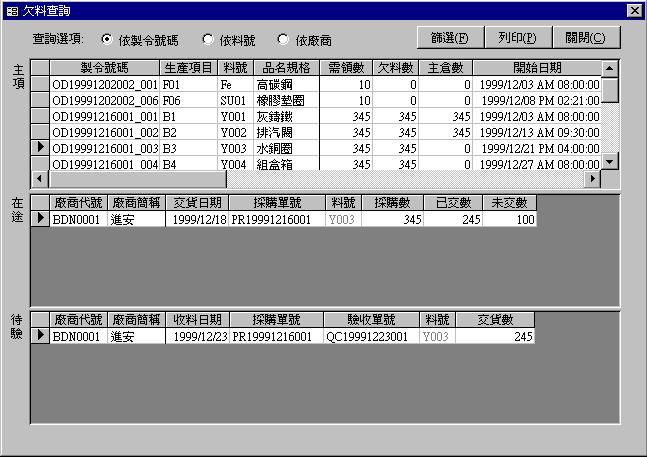 欠料查詢
查詢選項: 依製令號碼 依料號 依廠商 篩選(F) 列印(P) 關閉(C)
主項
製令號碼 生產項目 料號 品名規格 需領數 欠料數 主倉數 開始日期
OD19991202002_001 F01 Fe 高碳鋼 10 0 0 1999/12/03 AM 08:00:00
OD19991202002_006 F06 SU01 橡膠墊圈 10 0 0 1999/12/08 PM 02:21:00
OD19991216001_001 B1 Y001 灰鑄鐵 345 345 345 1999/12/03 AM 08:00:00
OD19991216001_002 B2 Y002 排汽閥 345 345 345 1999/12/13 AM 09:30:00
OD19991216001_003 B3 Y003 水銅圈 345 345 0 1999/12/21 PM 04:00:00
OD19991216001_004 B4 Y004 組盒箱 345 345 0 1999/12/27 AM 08:00:00
在途
廠商代號 廠商簡稱 交貨日期 採購單號 料號 採購數 已交數 未交數
BDN0001 進安 1999/12/18 PR19991216001 Y003 345 245 100
待驗
廠商代號 廠商簡稱 收料日期 採購單號 驗收單號 料號 交貨數
BDN0001 進安 1999/12/23 PR19991216001 QC19991223001 Y003 245